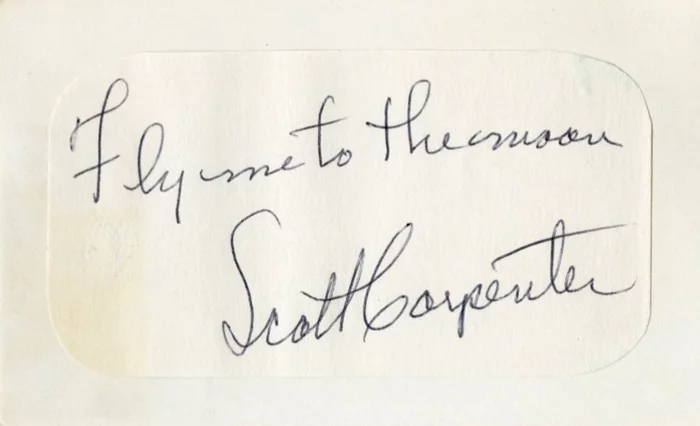 Fly me to the moon
Scott Carpenter